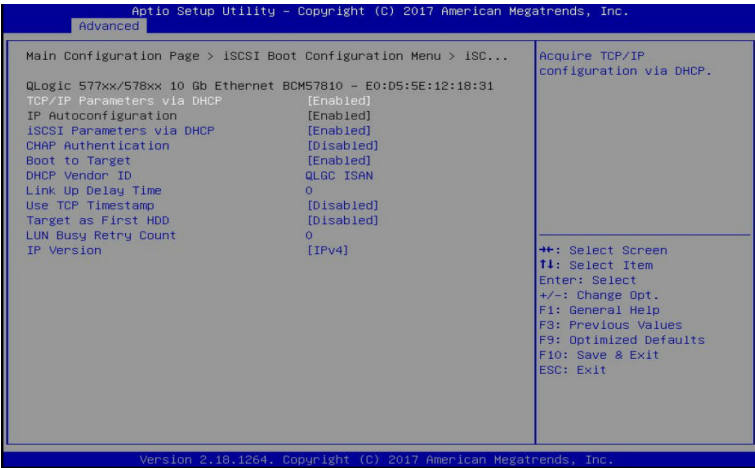 Aptio Setup Utility – Copyright (C) 2017 American Megatrends, Inc.
Advanced
Main Configuration Page > iSCSI Boot Configuration Menu > iSC...
QLogic 577xx/578xx 10 Gb Ethernet BCM57810 – E0:D5:5E:12:18:31
TCP/IP Parameters via DHCP [Enabled]
IP Autoconfiguration [Enabled]
iSCSI Parameters via DHCP [Enabled]
CHAP Authentication [Disabled]
Boot to Target [Enabled]
DHCP Vendor ID QLGC ISAN
Link Up Delay Time 0
Use TCP Timestamp [Disabled]
Target as First HDD [Disabled]
LUN Busy Retry Count 0
IP Version [IPv4]
Acquire TCP/IP
configuration via DHCP.
→←: Select Screen
↑↓: Select Item
Enter: Select
+/-: Change Opt.
F1: General Help
F3: Previous Values
F9: Optimized Defaults
F10: Save & Exit
ESC: Exit
Version 2.18.1264. Copyright (C) 2017 American Megatrends, Inc.